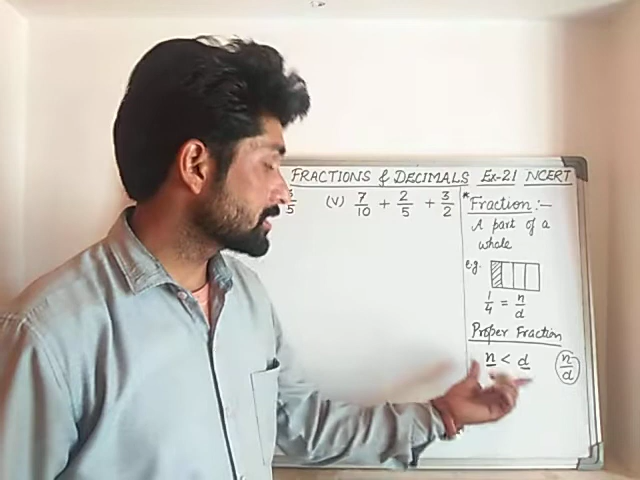 FRACTIONS & DECIMALS Ex-2.1 NCERT
5 (V) 7/10 + 2/5 + 3/2
* Fraction :-
A part of a
whole
e.g.
1/4 = n/d
Proper Fraction
n < d
n/d